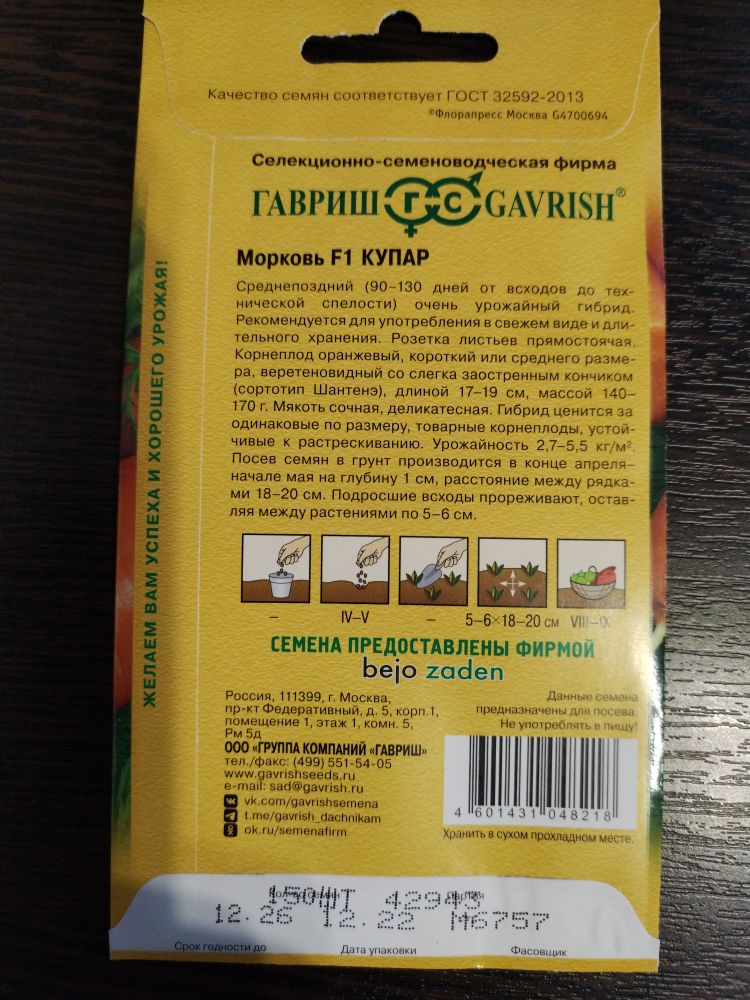 Качество семян соответствует ГОСТ 32592-2013
©Флорапресс Москва G4700694
Селекционно-семеноводческая фирма
ГАВРИШ ГС GAVRISH®
Морковь F1 КУПАР
Среднепоздний (90–130 дней от всходов до тех-
нической спелости) очень урожайный гибрид.
Рекомендуется для употребления в свежем виде и дли-
тельного хранения. Розетка листьев прямостоячая.
Корнеплод оранжевый, короткий или среднего разме-
ра, веретеновидный со слегка заостренным кончиком
(сортотип Шантенэ), длиной 17–19 см, массой 140–
170 г. Мякоть сочная, деликатесная. Гибрид ценится за
одинаковые по размеру, товарные корнеплоды, устой-
чивые к растрескиванию. Урожайность 2,7–5,5 кг/м².
Посев семян в грунт производится в конце апреля-
начале мая на глубину 1 см, расстояние между рядка-
ми 18–20 см. Подросшие всходы прореживают, остав-
ляя между растениями по 5–6 см.
– IV–V – 5–6×18–20 см VIII–IX
СЕМЕНА ПРЕДОСТАВЛЕНЫ ФИРМОЙ
bejo zaden
Россия, 111399, г. Москва,
пр-кт Федеративный, д. 5, корп.1,
помещение 1, этаж 1, комн. 5,
Рм 5д
ООО «ГРУППА КОМПАНИЙ «ГАВРИШ»
тел./факс: (499) 551-54-05
www.gavrishseeds.ru
e-mail: sad@gavrish.ru
vk.com/gavrishsemena
t.me/gavrish_dachnikam
ok.ru/semenafirm
Данные семена
предназначены для посева.
Не употреблять в пищу!
4 601431 048218
Хранить в сухом прохладном месте.
ЖЕЛАЕМ ВАМ УСПЕХА И ХОРОШЕГО УРОЖАЯ!
Кол-во семян Партия
150ШТ 42943
12.26 12.22 М6757
Срок годности до Дата упаковки Фасовщик